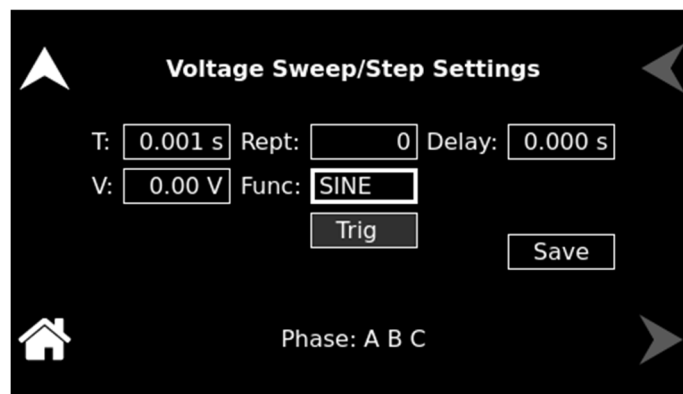 Voltage Sweep/Step Settings
T: 0.001 s Rept: 0 Delay: 0.000 s
V: 0.00 V Func: SINE
Trig
Save
Phase: A B C